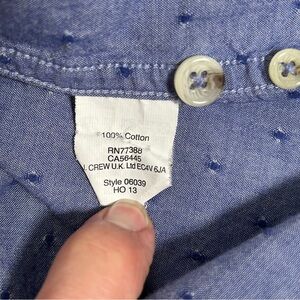 100% Cotton
RN77388
CA56445
J. CREW U.K. Ltd EC4V 6JA
Style 06039
HO 13